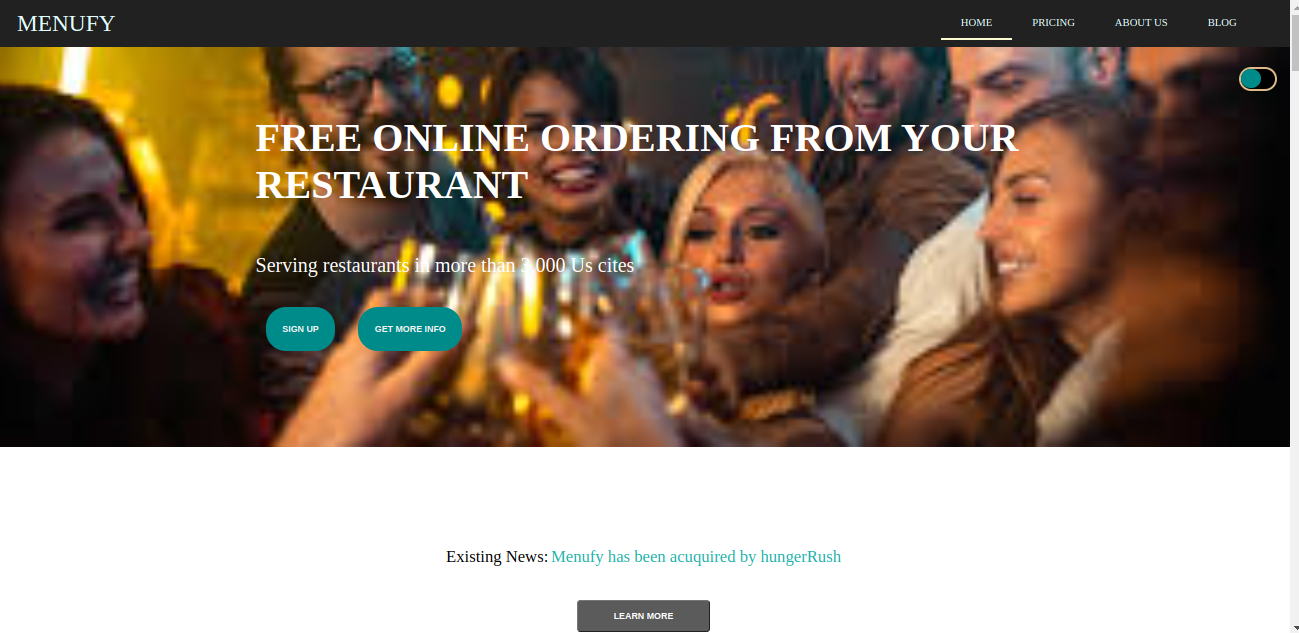 MENUFY
HOME PRICING ABOUT US BLOG
FREE ONLINE ORDERING FROM YOUR
RESTAURANT
Serving restaurants in more than 3,000 Us cites
SIGN UP GET MORE INFO
Existing News: Menufy has been acuquired by hungerRush
LEARN MORE